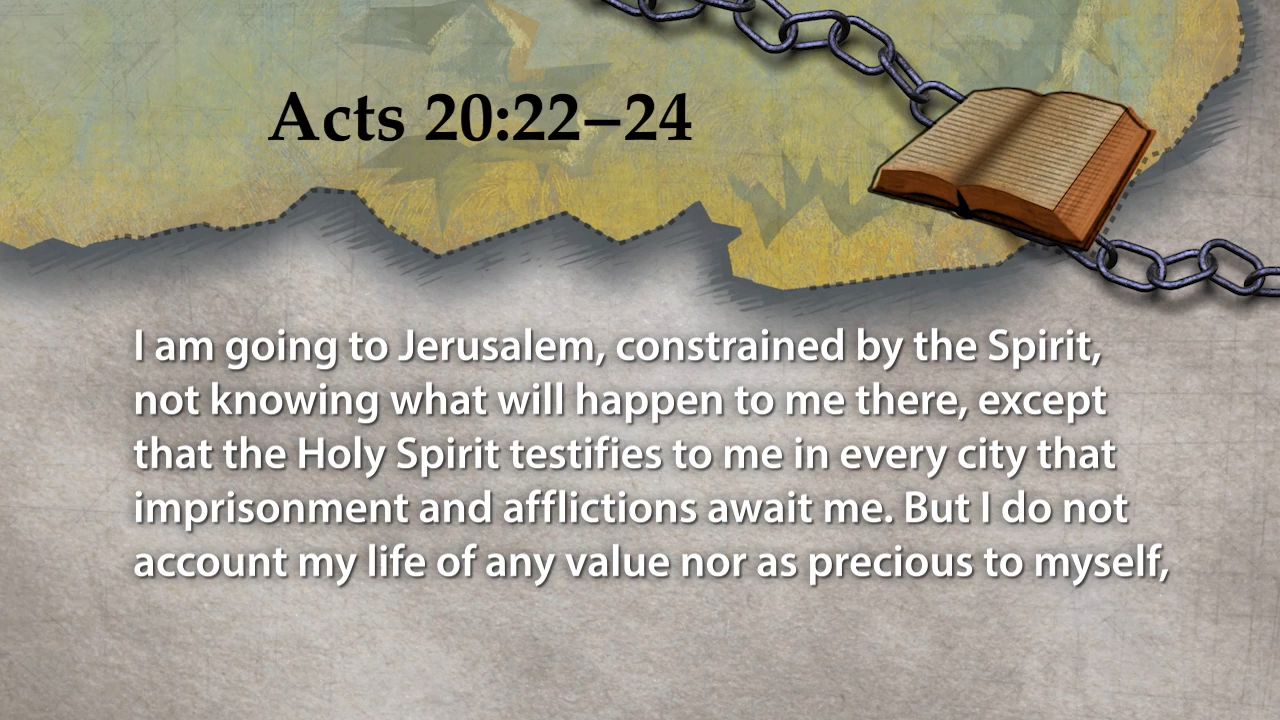 Acts 20:22–24
I am going to Jerusalem, constrained by the Spirit,
not knowing what will happen to me there, except
that the Holy Spirit testifies to me in every city that
imprisonment and afflictions await me. But I do not
account my life of any value nor as precious to myself,